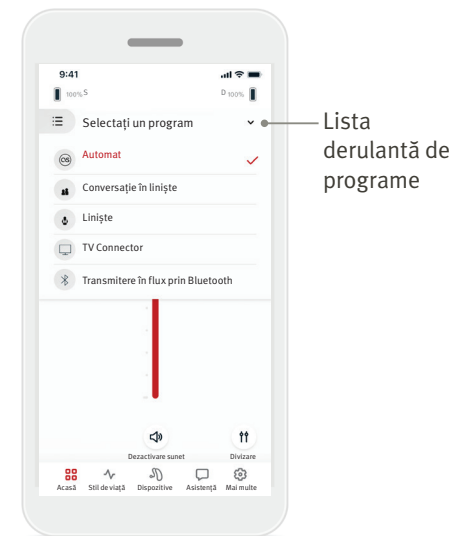 9:41
100% S
D 100%
Selectați un program
Automat
Conversație în liniște
Liniște
TV Connector
Transmitere în flux prin Bluetooth
Dezactivare sunet
Divizare
Acasă
Stil de viață
Dispozitive
Asistență
Mai multe
Lista
derulantă de
programe